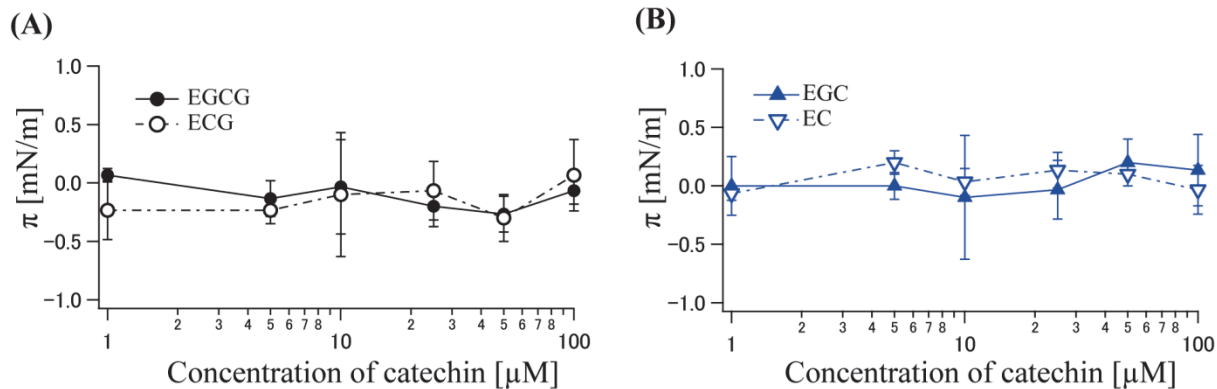 (A)
π [mN/m]
1.0
0.5
0.0
−0.5
−1.0
EGCG
ECG
1 2 3 4 5 6 7 8 10 2 3 4 5 6 7 8 100
Concentration of catechin [µM]
(B)
π [mN/m]
1.0
0.5
0.0
−0.5
−1.0
EGC
EC
1 2 3 4 5 6 7 8 10 2 3 4 5 6 7 8 100
Concentration of catechin [µM]